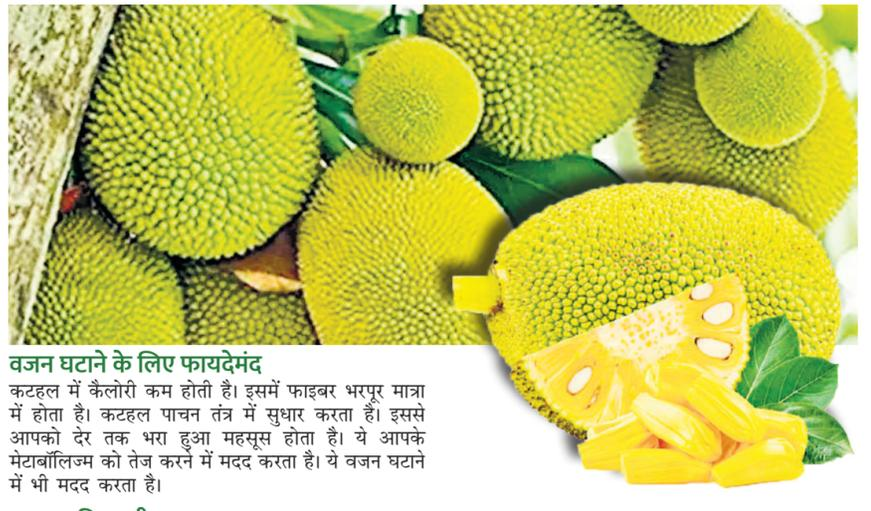 वजन घटाने के लिए फायदेमंद
कटहल में कैलोरी कम होती है। इसमें फाइबर भरपूर मात्रा
में होता है। कटहल पाचन तंत्र में सुधार करता है। इससे
आपको देर तक भरा हुआ महसूस होता है। ये आपके
मेटाबॉलिज्म को तेज करने में मदद करता है। ये वजन घटाने
में भी मदद करता है।